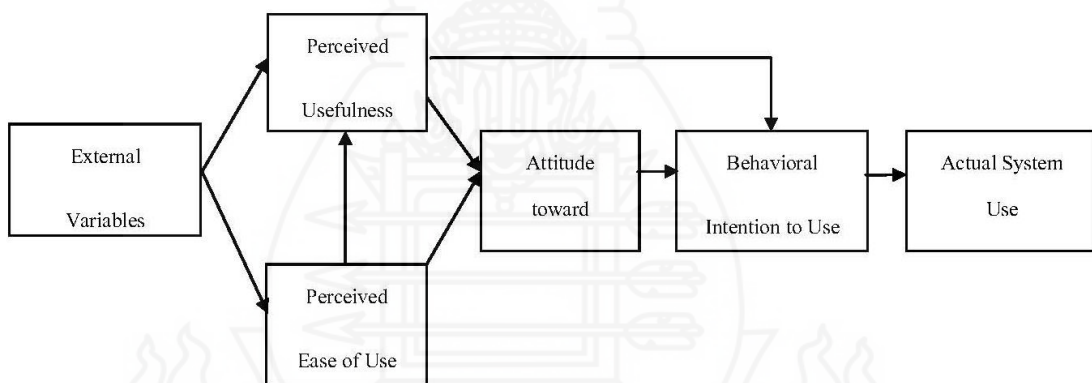 Perceived
Usefulness
External
Variables
Attitude
toward
Behavioral
Intention to Use
Actual System
Use
Perceived
Ease of Use